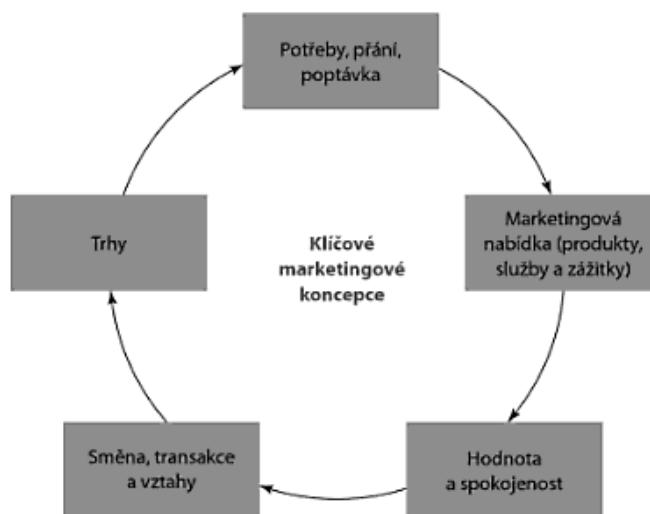 Potřeby, přání,
poptávka
Marketingová
nabídka (produkty,
služby a zážitky)
Hodnota
a spokojenost
Směna, transakce
a vztahy
Trhy
Klíčové
marketingové
koncepce